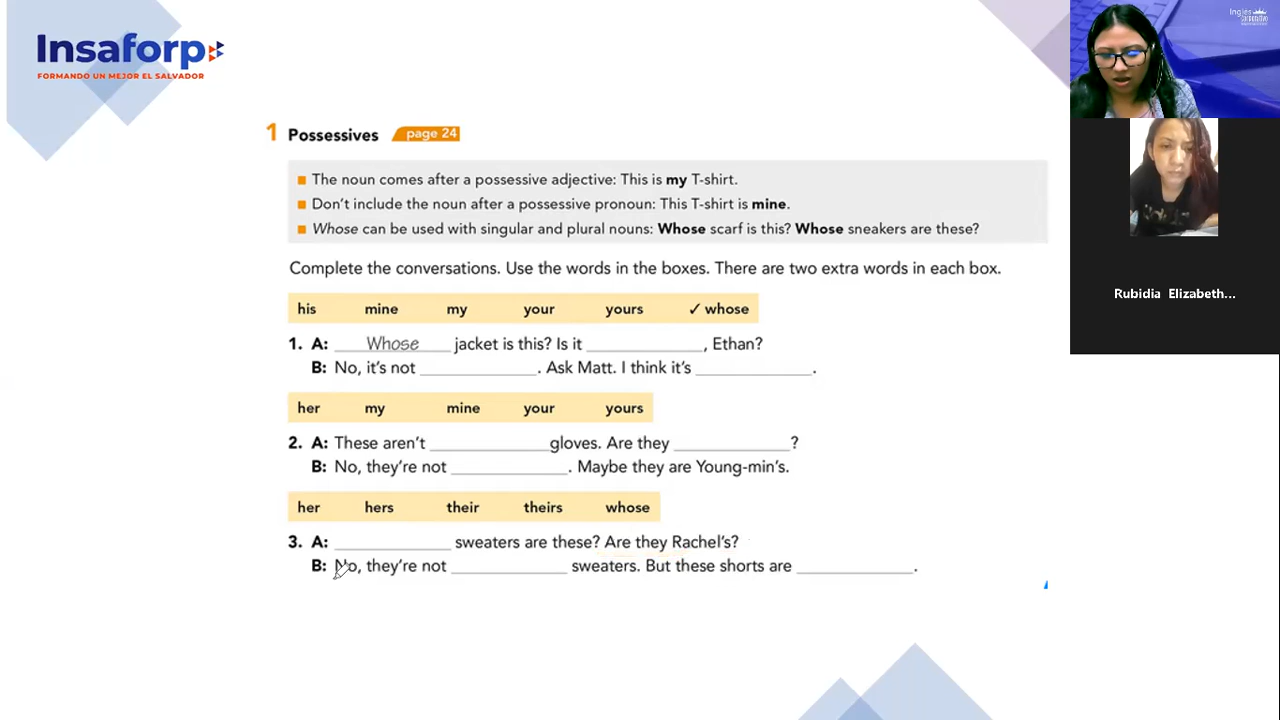 Insaforp
FORMANDO UN MEJOR EL SALVADOR
Ingles
1 Possessives page 24
The noun comes after a possessive adjective: This is my T-shirt.
Don't include the noun after a possessive pronoun: This T-shirt is mine.
Whose can be used with singular and plural nouns: Whose scarf is this? Whose sneakers are these?
Complete the conversations. Use the words in the boxes. There are two extra words in each box.
his mine my your yours ✓ whose
1. A: Whose jacket is this? Is it ____________, Ethan?
B: No, it's not ____________. Ask Matt. I think it's ____________.
her my mine your yours
2. A: These aren't ____________ gloves. Are they ____________?
B: No, they're not ____________. Maybe they are Young-min's.
her hers their theirs whose
3. A: ____________ sweaters are these? Are they Rachel's?
B: No, they're not ____________ sweaters. But these shorts are ____________.
Rubidia Elizabeth...